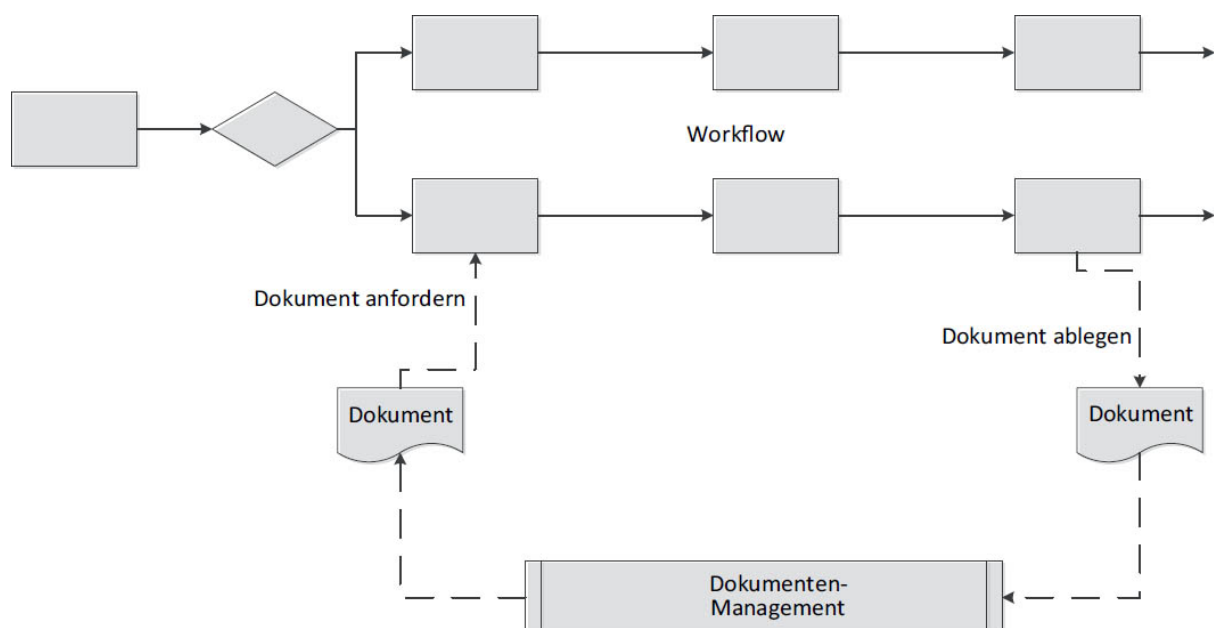 Workflow
Dokument anfordern
Dokument ablegen
Dokument
Dokument
Dokumenten-
Management